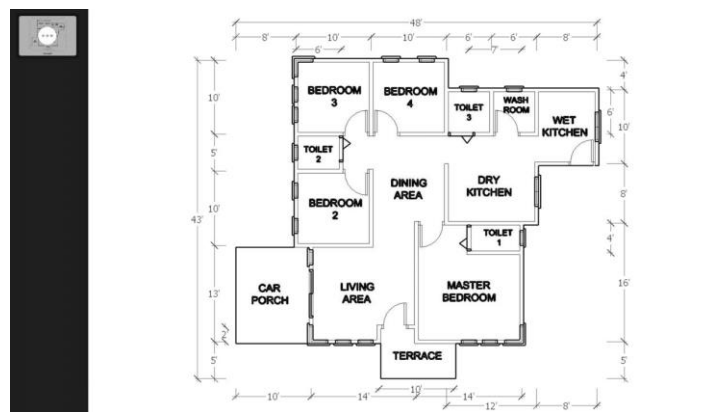 48'
8' 10' 10' 6' 6' 8'
6' 7'
4'
10'
BEDROOM
3
BEDROOM
4
TOILET
3
WASH
ROOM
WET
KITCHEN
6'
10'
5'
TOILET
2
DINING
AREA
DRY
KITCHEN
8'
10'
BEDROOM
2
43'
TOILET
1
4'
13'
CAR
PORCH
LIVING
AREA
MASTER
BEDROOM
16'
2'
5'
TERRACE
5'
10'
10' 14' 14'
12' 8'